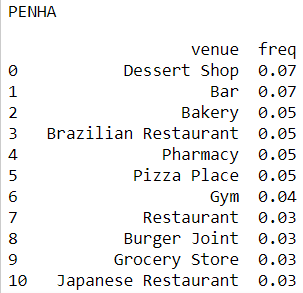 PENHA
venue freq
0 Dessert Shop 0.07
1 Bar 0.07
2 Bakery 0.05
3 Brazilian Restaurant 0.05
4 Pharmacy 0.05
5 Pizza Place 0.05
6 Gym 0.04
7 Restaurant 0.03
8 Burger Joint 0.03
9 Grocery Store 0.03
10 Japanese Restaurant 0.03